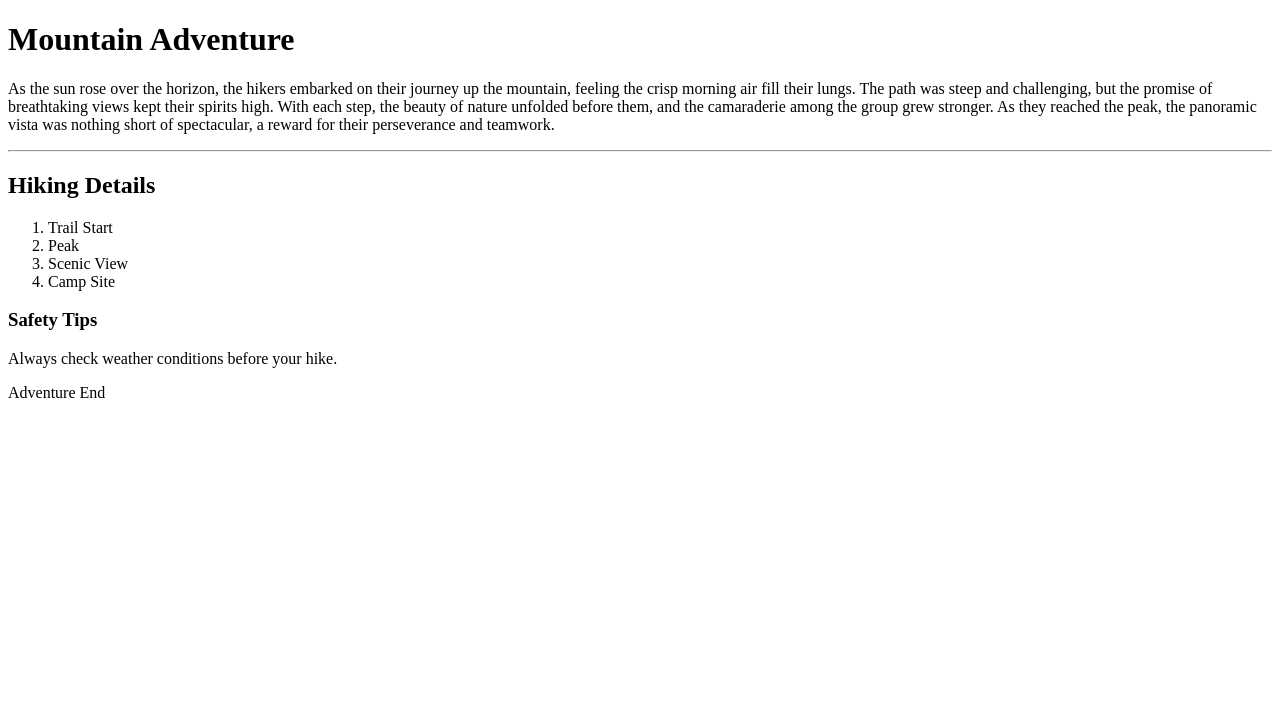 Mountain Adventure
As the sun rose over the horizon, the hikers embarked on their journey up the mountain, feeling the crisp morning air fill their lungs. The path was steep and challenging, but the promise of
breathtaking views kept their spirits high. With each step, the beauty of nature unfolded before them, and the camaraderie among the group grew stronger. As they reached the peak, the panoramic
vista was nothing short of spectacular, a reward for their perseverance and teamwork.
Hiking Details
1. Trail Start
2. Peak
3. Scenic View
4. Camp Site
Safety Tips
Always check weather conditions before your hike.
Adventure End